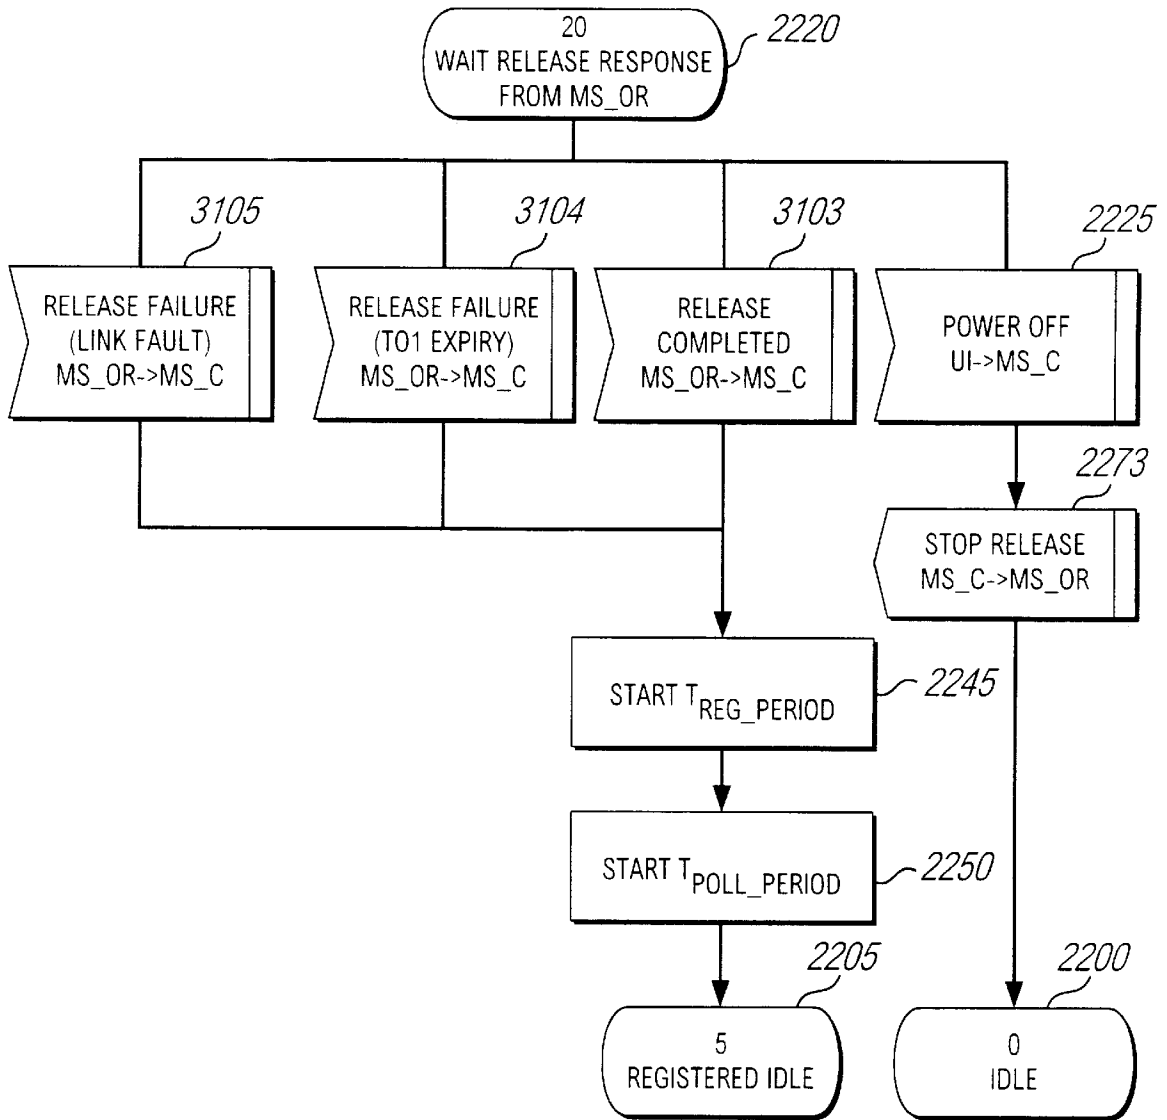 20
WAIT RELEASE RESPONSE
FROM MS_OR
2220
3105
3104
3103
2225
RELEASE FAILURE
(LINK FAULT)
MS_OR->MS_C
RELEASE FAILURE
(TO1 EXPIRY)
MS_OR->MS_C
RELEASE
COMPLETED
MS_OR->MS_C
POWER OFF
UI->MS_C
2273
STOP RELEASE
MS_C->MS_OR
START T REG_PERIOD
2245
START T POLL_PERIOD
2250
2205
2200
5
REGISTERED IDLE
0
IDLE